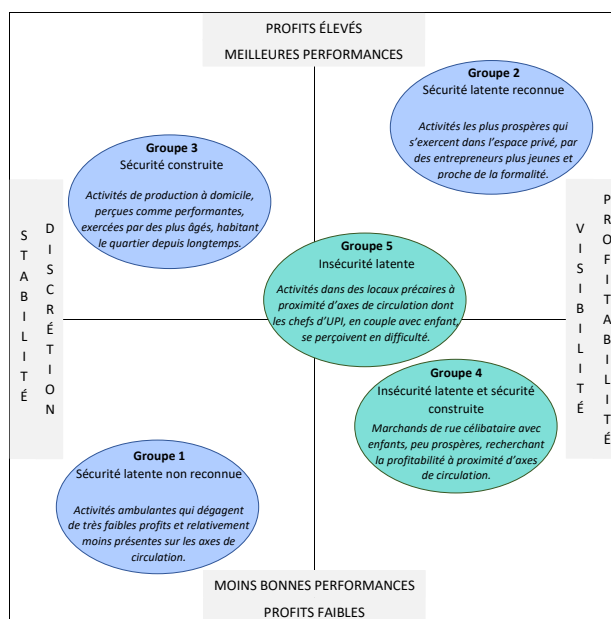 PROFITS ÉLEVÉS
MEILLEURES PERFORMANCES
Groupe 2
Sécurité latente reconnue
Activités les plus prospères qui
s'exercent dans l'espace privé, par
des entrepreneurs plus jeunes et
proche de la formalité.
Groupe 3
Sécurité construite
Activités de production à domicile,
perçues comme performantes,
exercées par des plus âgés, habitant
le quartier depuis longtemps.
STABILITÉ
DISCRÉTION
VISIBILITÉ
PROFITABILITÉ
Groupe 5
Insécurité latente
Activités dans des locaux précaires à
proximité d'axes de circulation dont
les chefs d'UPI, en couple avec enfant,
se perçoivent en difficulté.
Groupe 4
Insécurité latente et sécurité
construite
Marchands de rue célibataire avec
enfants, peu prospères, recherchant
la profitabilité à proximité d'axes
de circulation.
Groupe 1
Sécurité latente non reconnue
Activités ambulantes qui dégagent
de très faibles profits et relativement
moins présentes sur les axes de
circulation.
MOINS BONNES PERFORMANCES
PROFITS FAIBLES